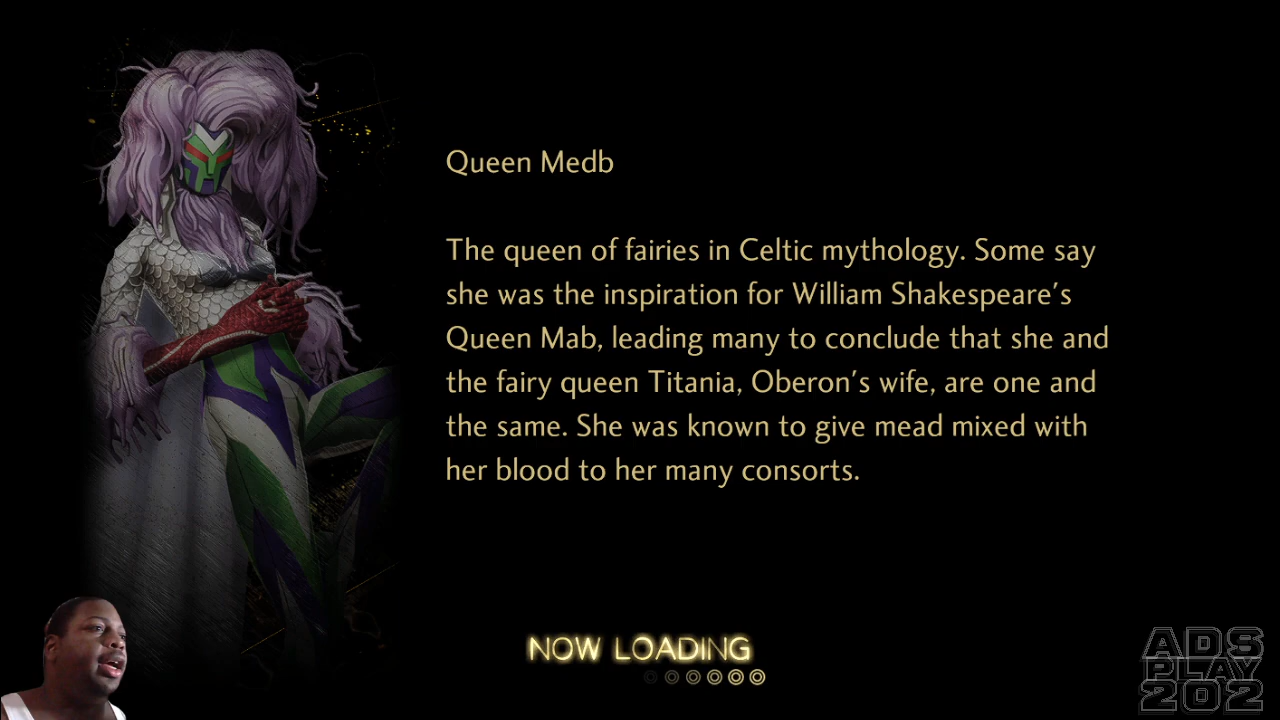 Queen Medb
The queen of fairies in Celtic mythology. Some say
she was the inspiration for William Shakespeare's
Queen Mab, leading many to conclude that she and
the fairy queen Titania, Oberon's wife, are one and
the same. She was known to give mead mixed with
her blood to her many consorts.
NOW LOADING
ADS
PLAY
202